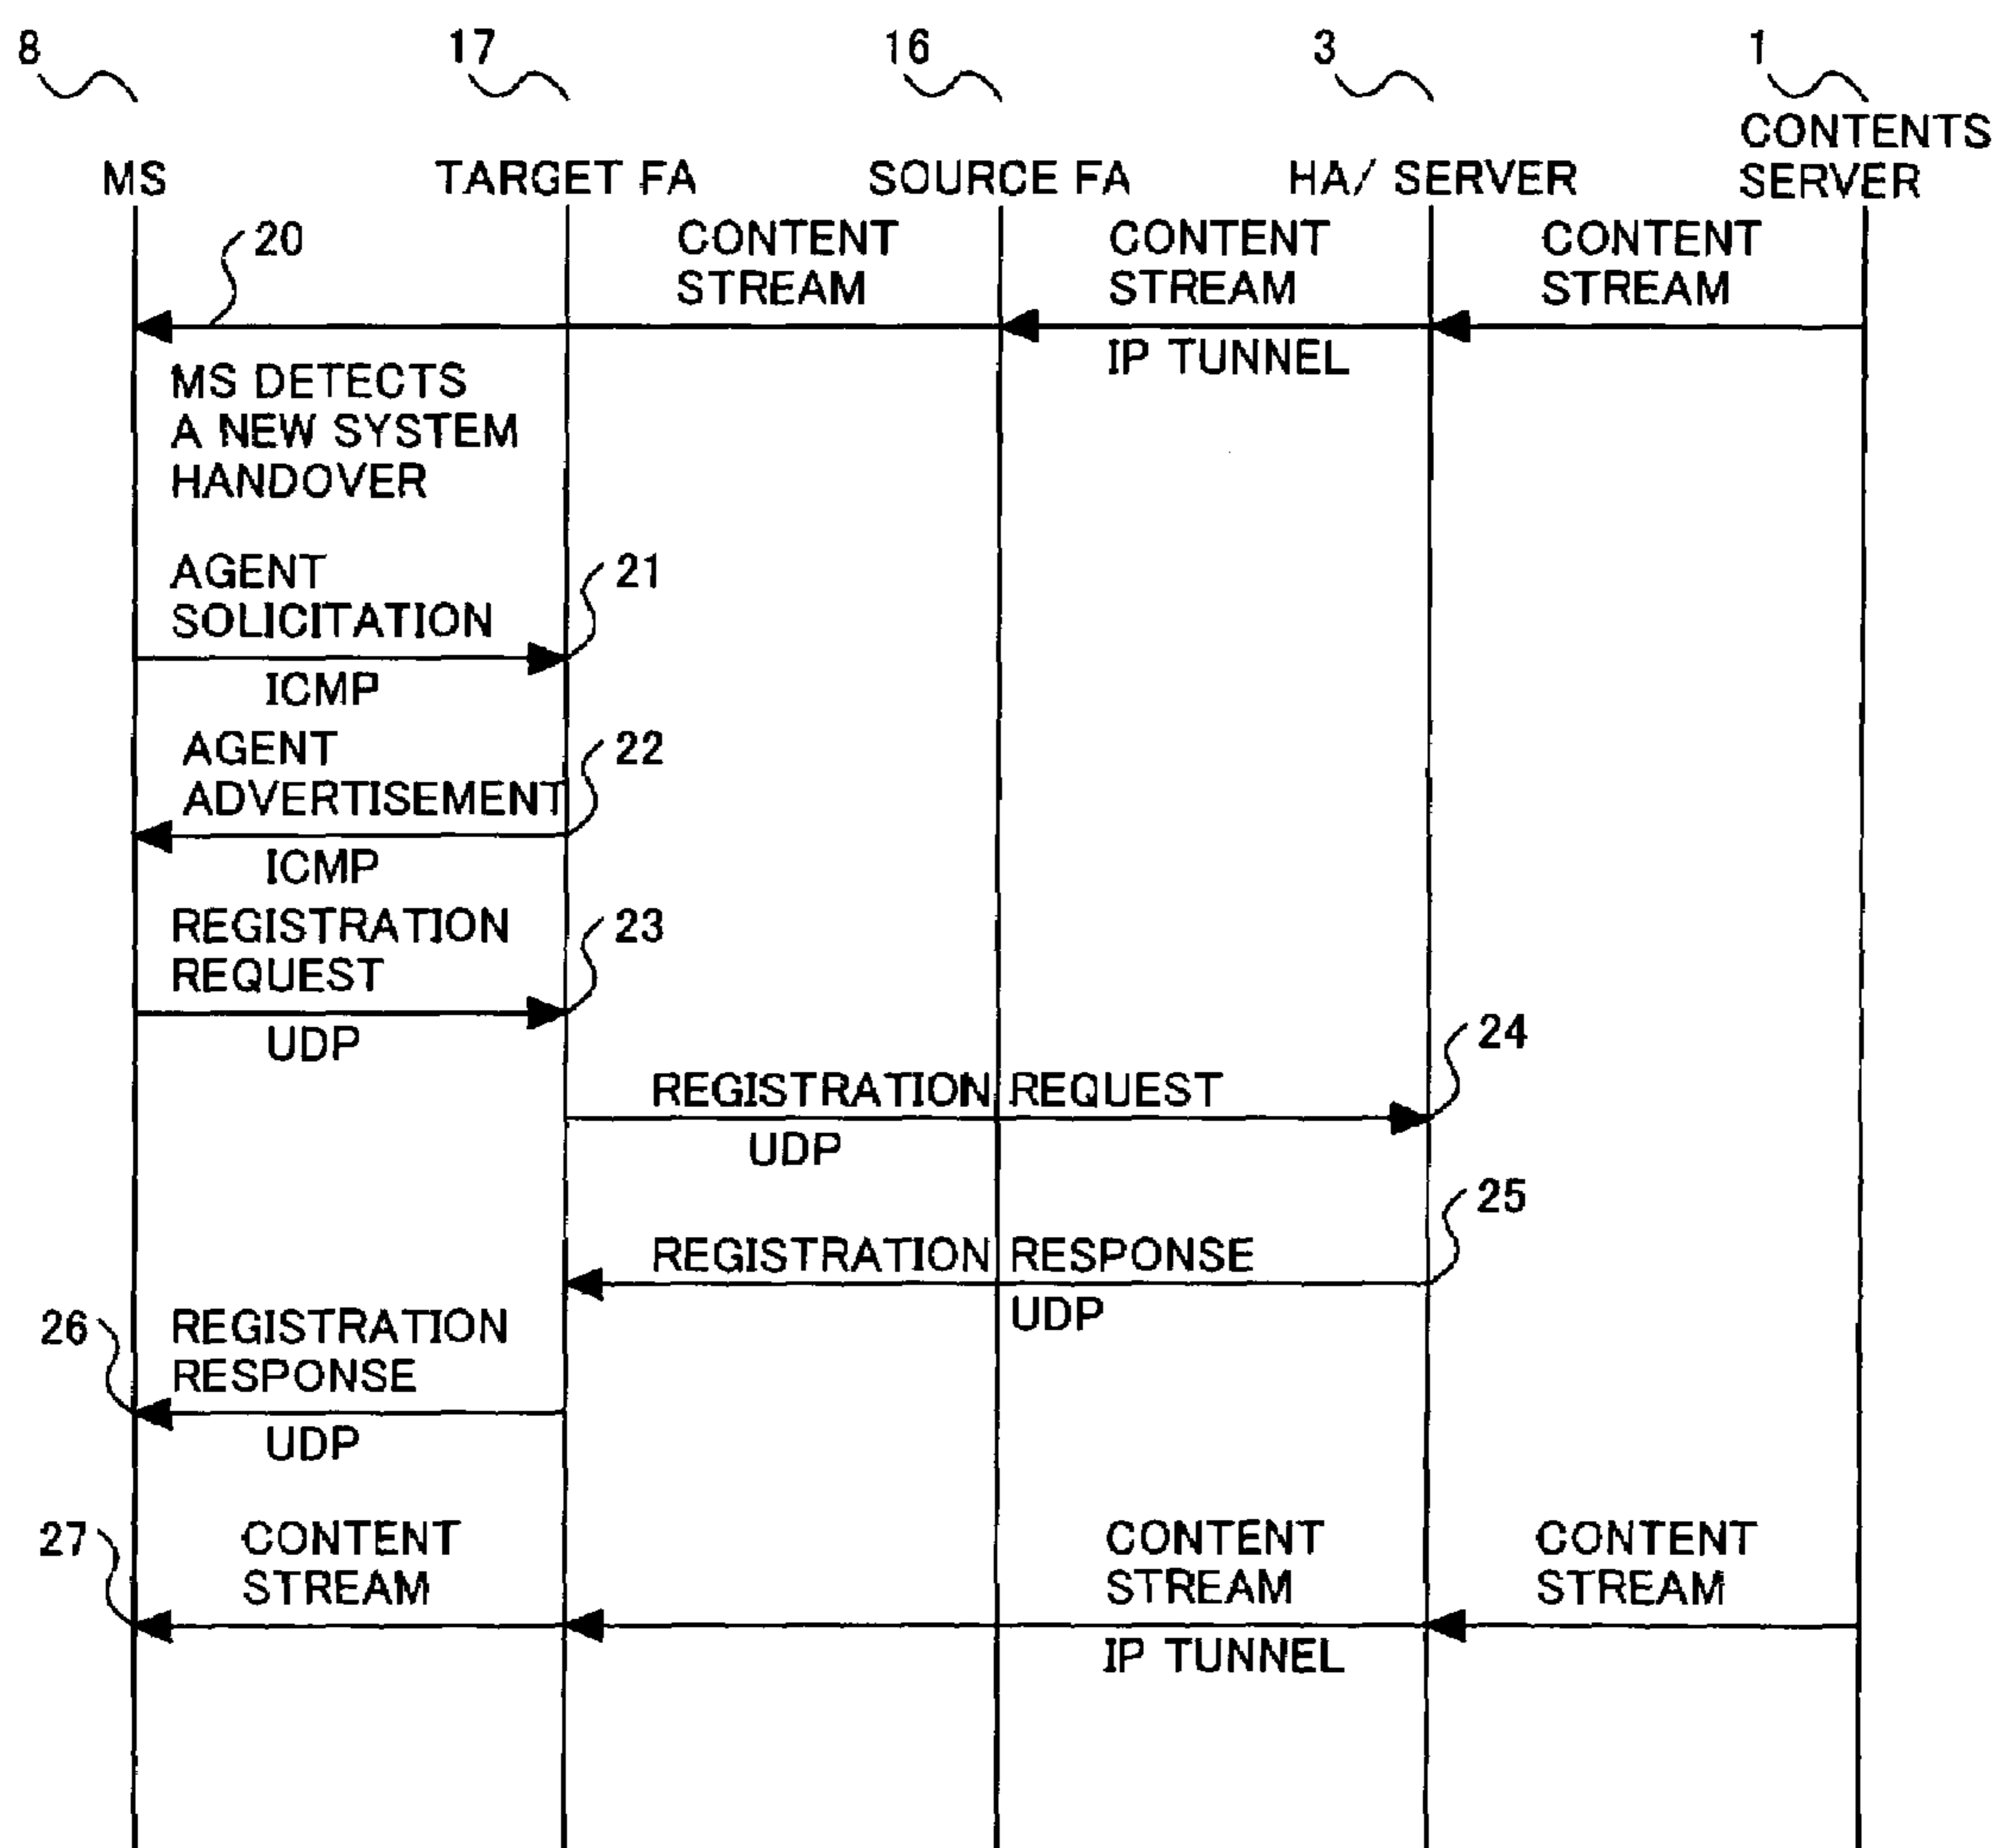 8 17 16 3 1
CONTENTS
MS TARGET FA SOURCE FA HA/ SERVER SERVER
20 CONTENT CONTENT CONTENT
STREAM STREAM STREAM
IP TUNNEL
MS DETECTS
A NEW SYSTEM
HANDOVER
AGENT 21
SOLICITATION
ICMP
AGENT 22
ADVERTISEMENT
ICMP
REGISTRATION 23
REQUEST
UDP
24
REGISTRATION REQUEST
UDP
25
REGISTRATION RESPONSE
UDP
26 REGISTRATION
RESPONSE
UDP
27 CONTENT CONTENT CONTENT
STREAM STREAM STREAM
IP TUNNEL